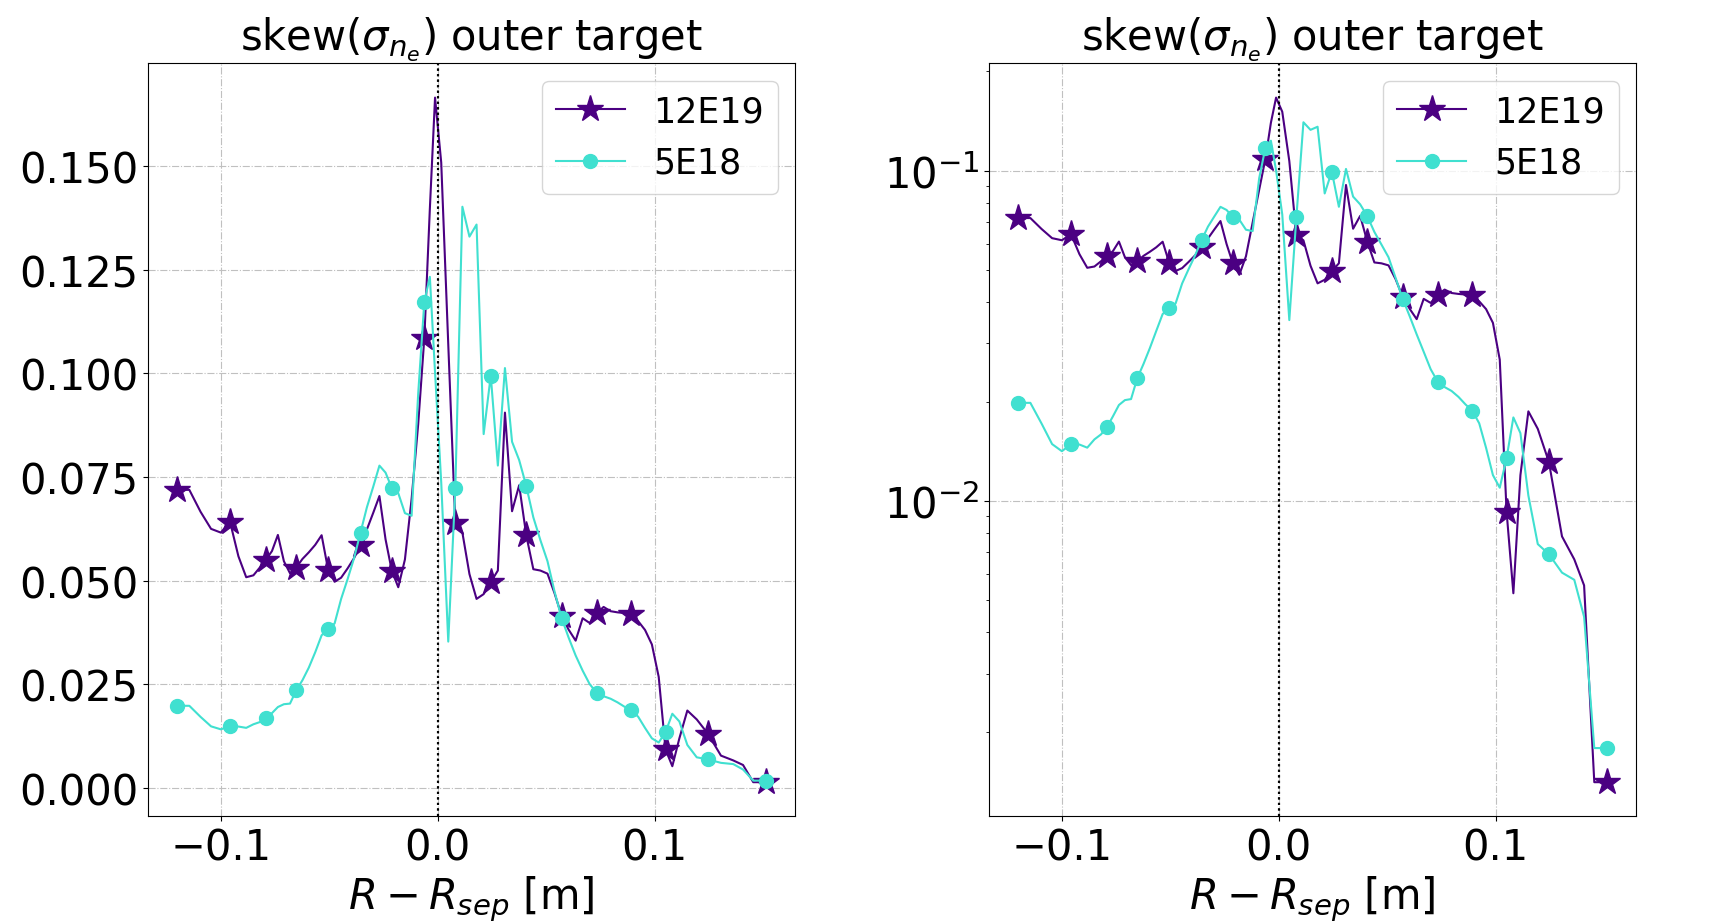 skew(σ_{n_e}) outer target
12E19
5E18
0.150
0.125
0.100
0.075
0.050
0.025
0.000
−0.1 0.0 0.1
R − R_{sep} [m]
skew(σ_{n_e}) outer target
12E19
5E18
10^{−1}
10^{−2}
−0.1 0.0 0.1
R − R_{sep} [m]